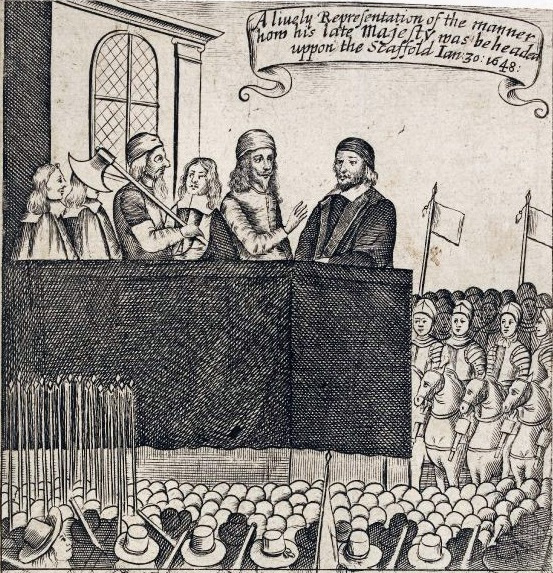 A liuely Representation of the manner
how his late Majesty was beheaded
uppon the Scaffold Ian: 30: 1648: